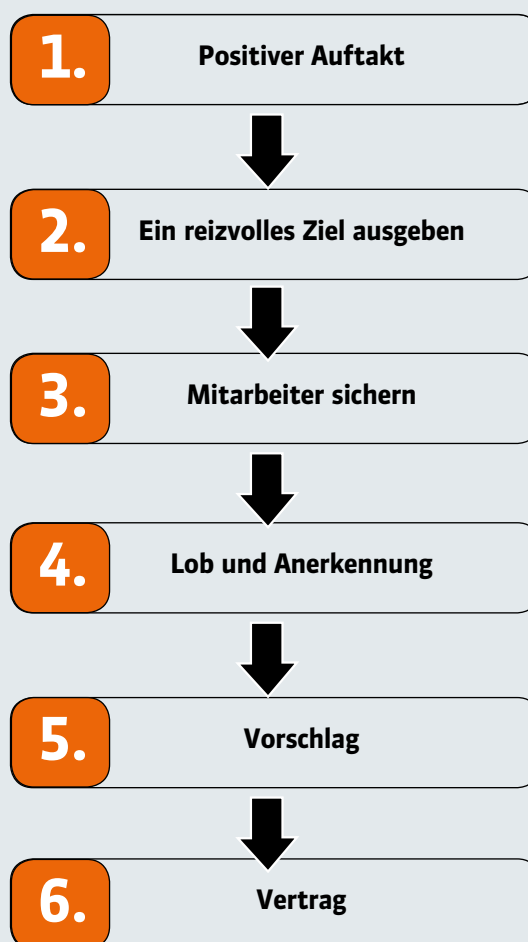 1. Positiver Auftakt
2. Ein reizvolles Ziel ausgeben
3. Mitarbeiter sichern
4. Lob und Anerkennung
5. Vorschlag
6. Vertrag